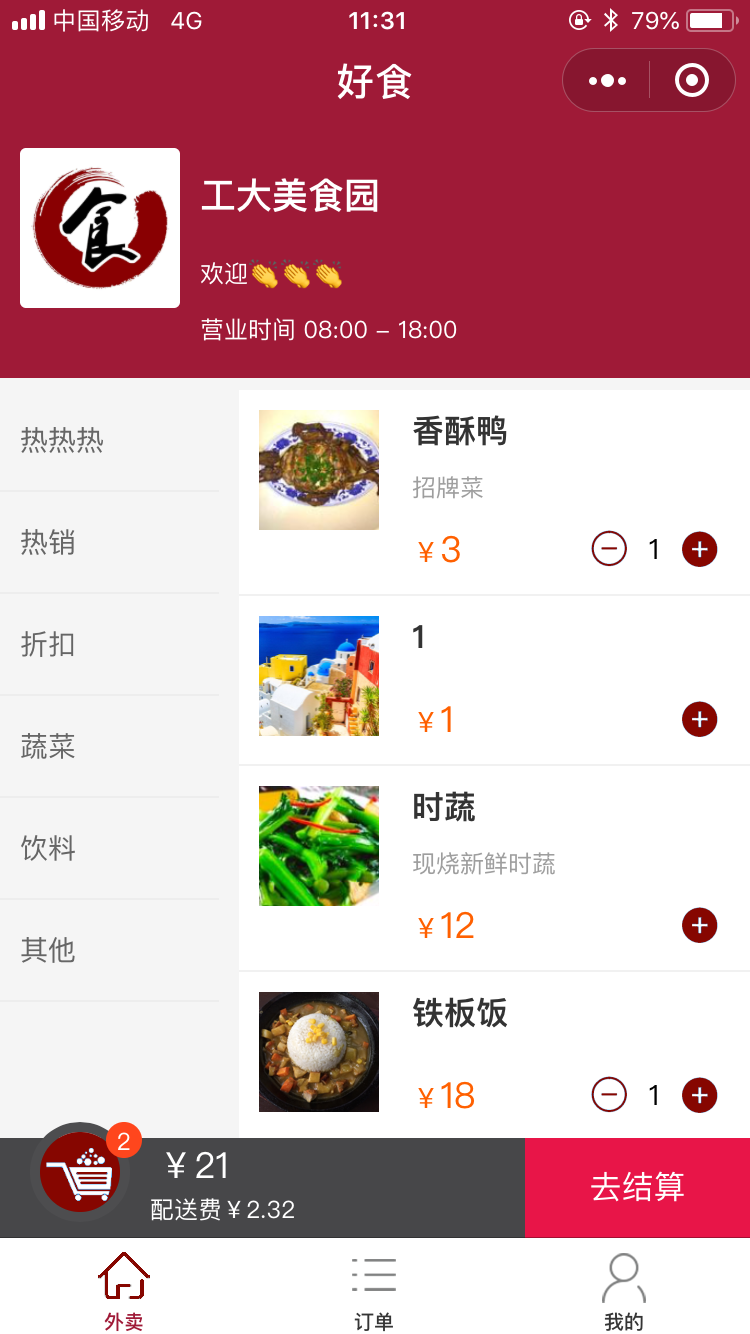 中国移动 4G 11:31 79%
好食
食
工大美食园
欢迎👏👏👏
营业时间 08:00 – 18:00
热热热
热销
折扣
蔬菜
饮料
其他
香酥鸭
招牌菜
¥ 3
1
1
¥ 1
时蔬
现烧新鲜时蔬
¥ 12
铁板饭
¥ 18
1
2
¥ 21
配送费 ¥ 2.32
去结算
外卖
订单
我的